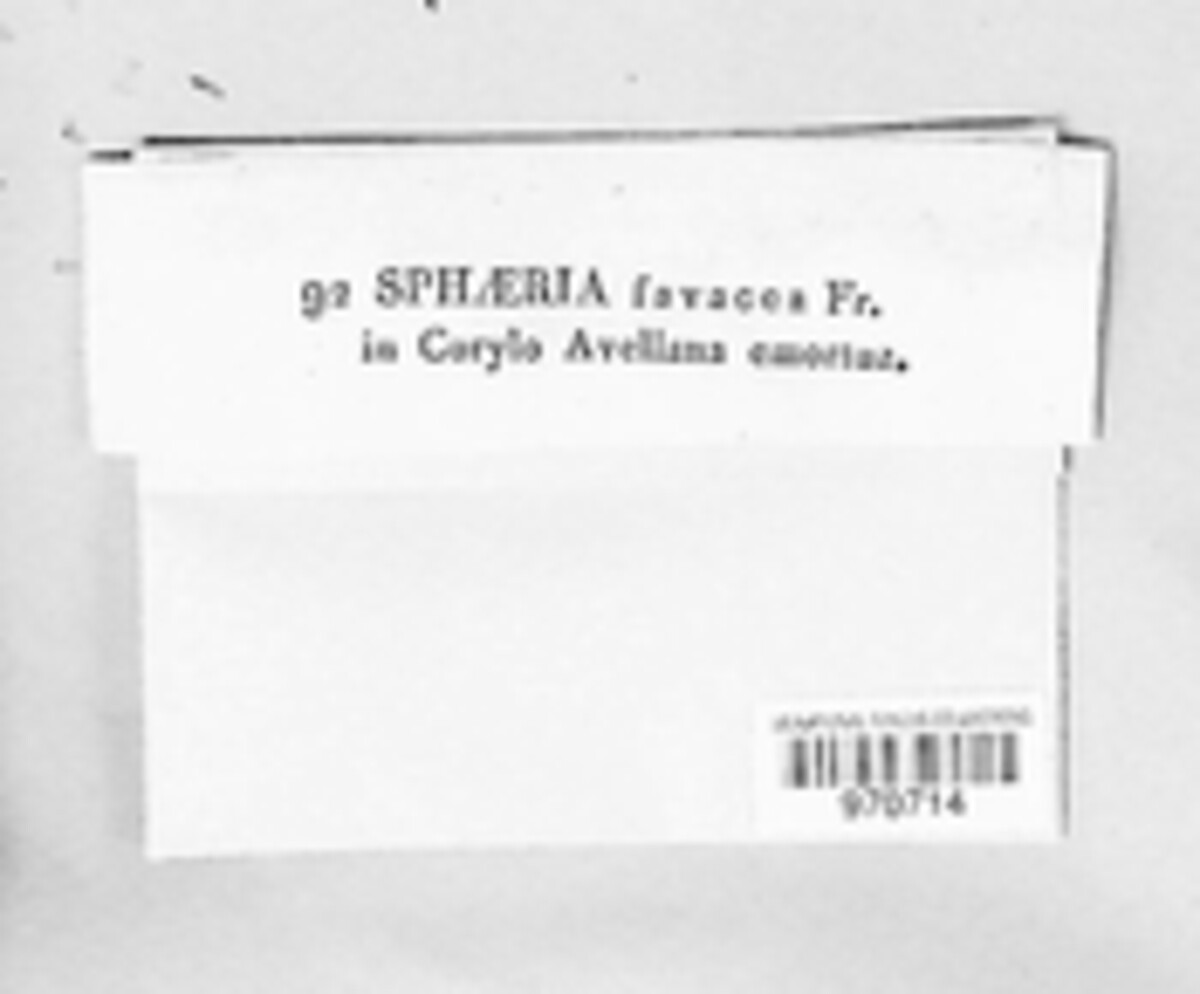 92 SPHÆRIA favacea Fr.
in Corylo Avellana emortua.
970714